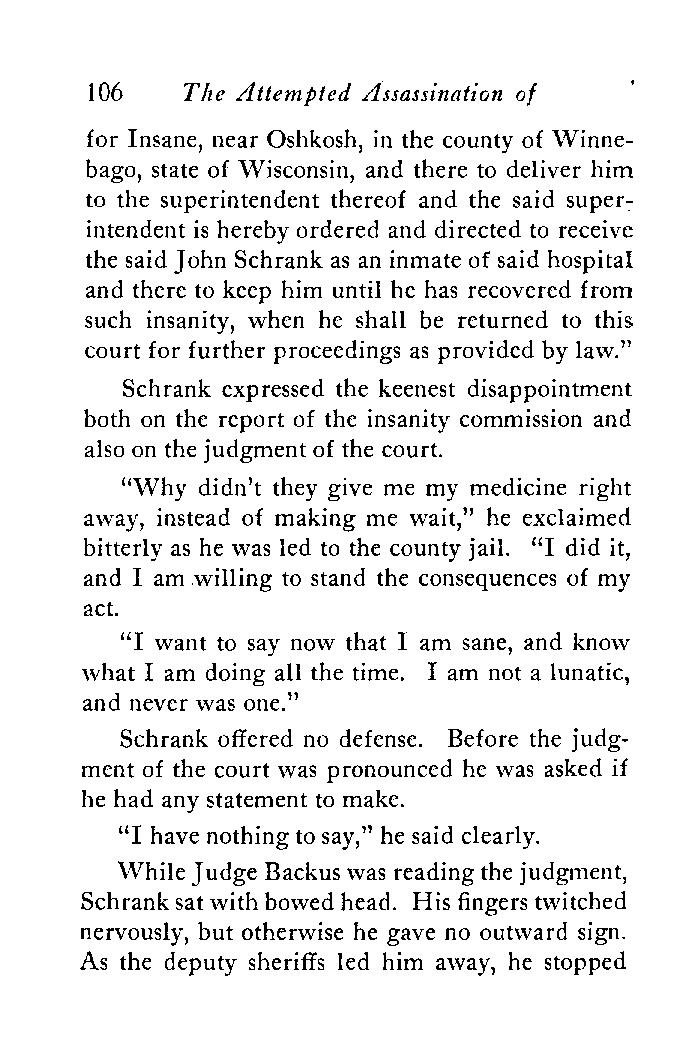 106 The Attempted Assassination of
for Insane, near Oshkosh, in the county of Winne-
bago, state of Wisconsin, and there to deliver him
to the superintendent thereof and the said super-
intendent is hereby ordered and directed to receive
the said John Schrank as an inmate of said hospital
and there to keep him until he has recovered from
such insanity, when he shall be returned to this
court for further proceedings as provided by law.”
Schrank expressed the keenest disappointment
both on the report of the insanity commission and
also on the judgment of the court.
“Why didn’t they give me my medicine right
away, instead of making me wait,” he exclaimed
bitterly as he was led to the county jail. “I did it,
and I am willing to stand the consequences of my
act.
“I want to say now that I am sane, and know
what I am doing all the time. I am not a lunatic,
and never was one.”
Schrank offered no defense. Before the judg-
ment of the court was pronounced he was asked if
he had any statement to make.
“I have nothing to say,” he said clearly.
While Judge Backus was reading the judgment,
Schrank sat with bowed head. His fingers twitched
nervously, but otherwise he gave no outward sign.
As the deputy sheriffs led him away, he stopped